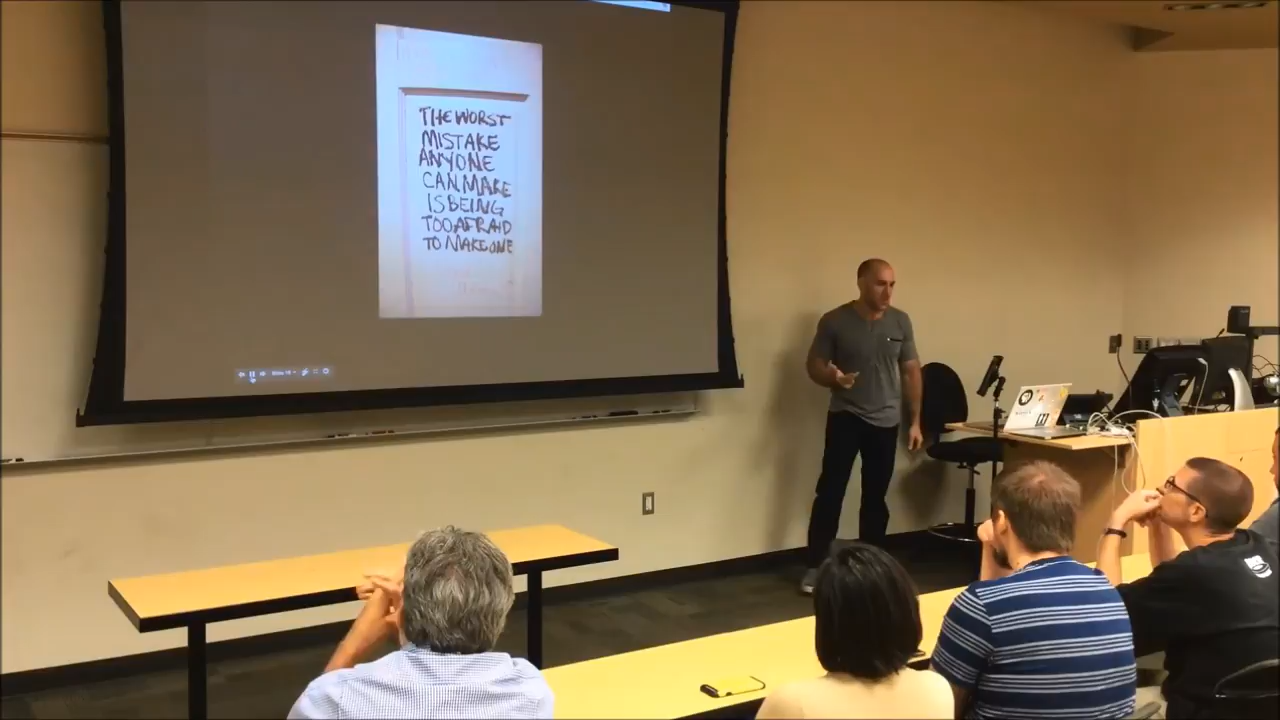 THE WORST
MISTAKE
ANYONE
CAN MAKE
IS BEING
TOO AFRAID
TO MAKE ONE